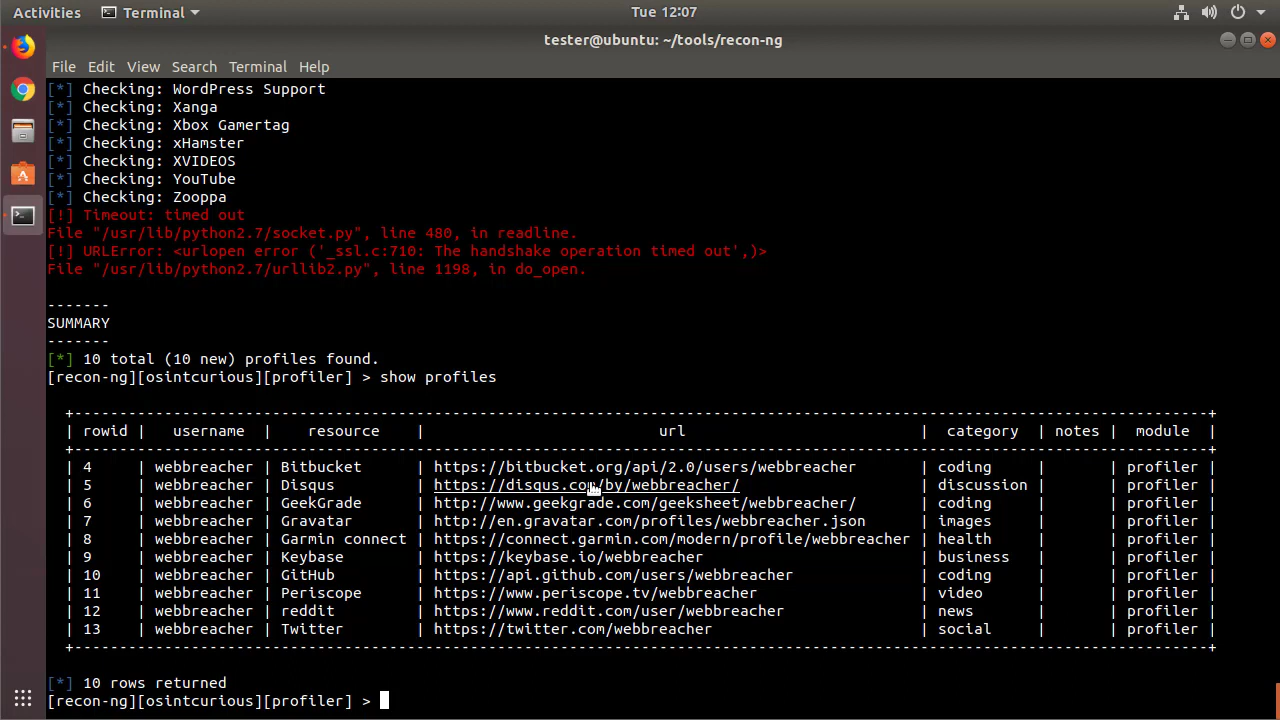 Activities Terminal Tue 12:07
tester@ubuntu: ~/tools/recon-ng
File Edit View Search Terminal Help
[*] Checking: WordPress Support
[*] Checking: Xanga
[*] Checking: Xbox Gamertag
[*] Checking: xHamster
[*] Checking: XVIDEOS
[*] Checking: YouTube
[*] Checking: Zooppa
[!] Timeout: timed out
File "/usr/lib/python2.7/socket.py", line 480, in readline.
[!] URLError: <urlopen error ('_ssl.c:710: The handshake operation timed out',)>
File "/usr/lib/python2.7/urllib2.py", line 1198, in do_open.
-------
SUMMARY
-------
[*] 10 total (10 new) profiles found.
[recon-ng][osintcurious][profiler] > show profiles
+-------------------------------------------------------------------------------------------------------------------------------+
| rowid | username | resource | url | category | notes | module |
+-------------------------------------------------------------------------------------------------------------------------------+
| 4 | webbreacher | Bitbucket | https://bitbucket.org/api/2.0/users/webbreacher | coding | | profiler |
| 5 | webbreacher | Disqus | https://disqus.com/by/webbreacher/ | discussion | | profiler |
| 6 | webbreacher | GeekGrade | http://www.geekgrade.com/geeksheet/webbreacher/ | coding | | profiler |
| 7 | webbreacher | Gravatar | http://en.gravatar.com/profiles/webbreacher.json | images | | profiler |
| 8 | webbreacher | Garmin connect | https://connect.garmin.com/modern/profile/webbreacher | health | | profiler |
| 9 | webbreacher | Keybase | https://keybase.io/webbreacher | business | | profiler |
| 10 | webbreacher | GitHub | https://api.github.com/users/webbreacher | coding | | profiler |
| 11 | webbreacher | Periscope | https://www.periscope.tv/webbreacher | video | | profiler |
| 12 | webbreacher | reddit | https://www.reddit.com/user/webbreacher | news | | profiler |
| 13 | webbreacher | Twitter | https://twitter.com/webbreacher | social | | profiler |
+-------------------------------------------------------------------------------------------------------------------------------+
[*] 10 rows returned
[recon-ng][osintcurious][profiler] >